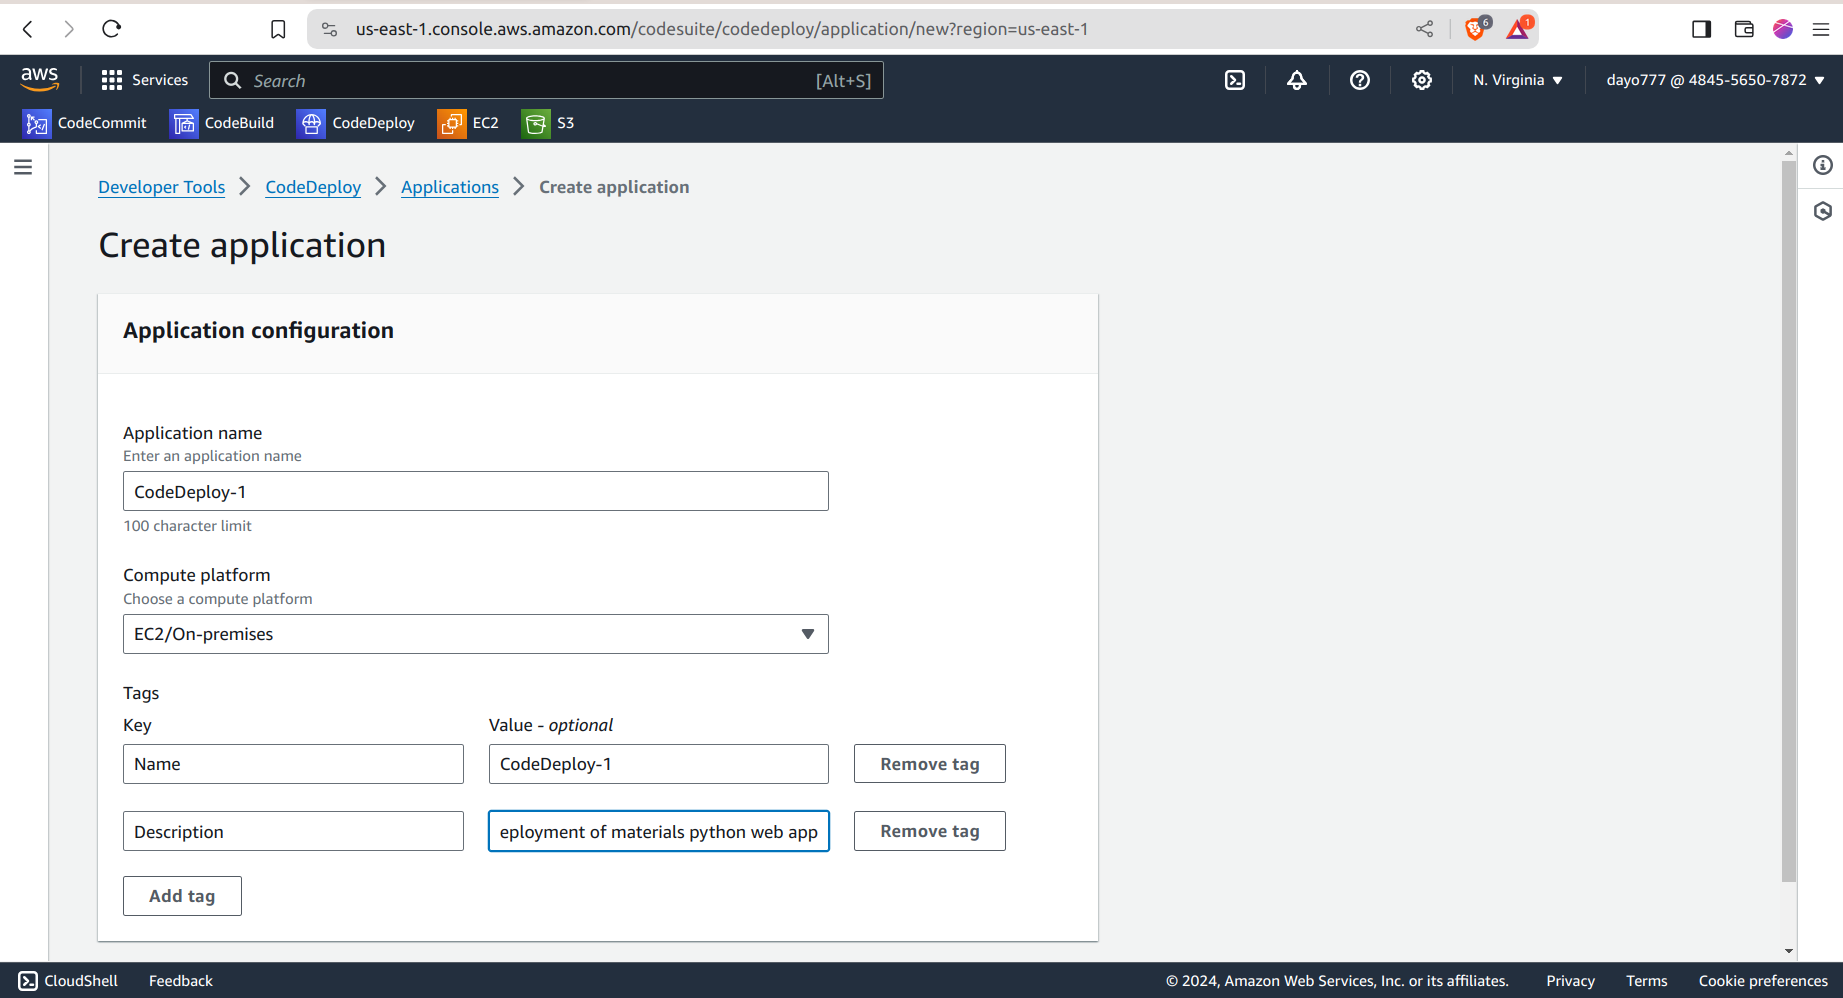 us-east-1.console.aws.amazon.com/codesuite/codedeploy/application/new?region=us-east-1
6
1
aws
Services
Search
[Alt+S]
N. Virginia
dayo777 @ 4845-5650-7872
CodeCommit
CodeBuild
CodeDeploy
EC2
S3
Developer Tools
CodeDeploy
Applications
Create application
Create application
Application configuration
Application name
Enter an application name
CodeDeploy-1
100 character limit
Compute platform
Choose a compute platform
EC2/On-premises
Tags
Key
Value - optional
Name
CodeDeploy-1
Remove tag
Description
eployment of materials python web app
Remove tag
Add tag
CloudShell
Feedback
© 2024, Amazon Web Services, Inc. or its affiliates.
Privacy
Terms
Cookie preferences